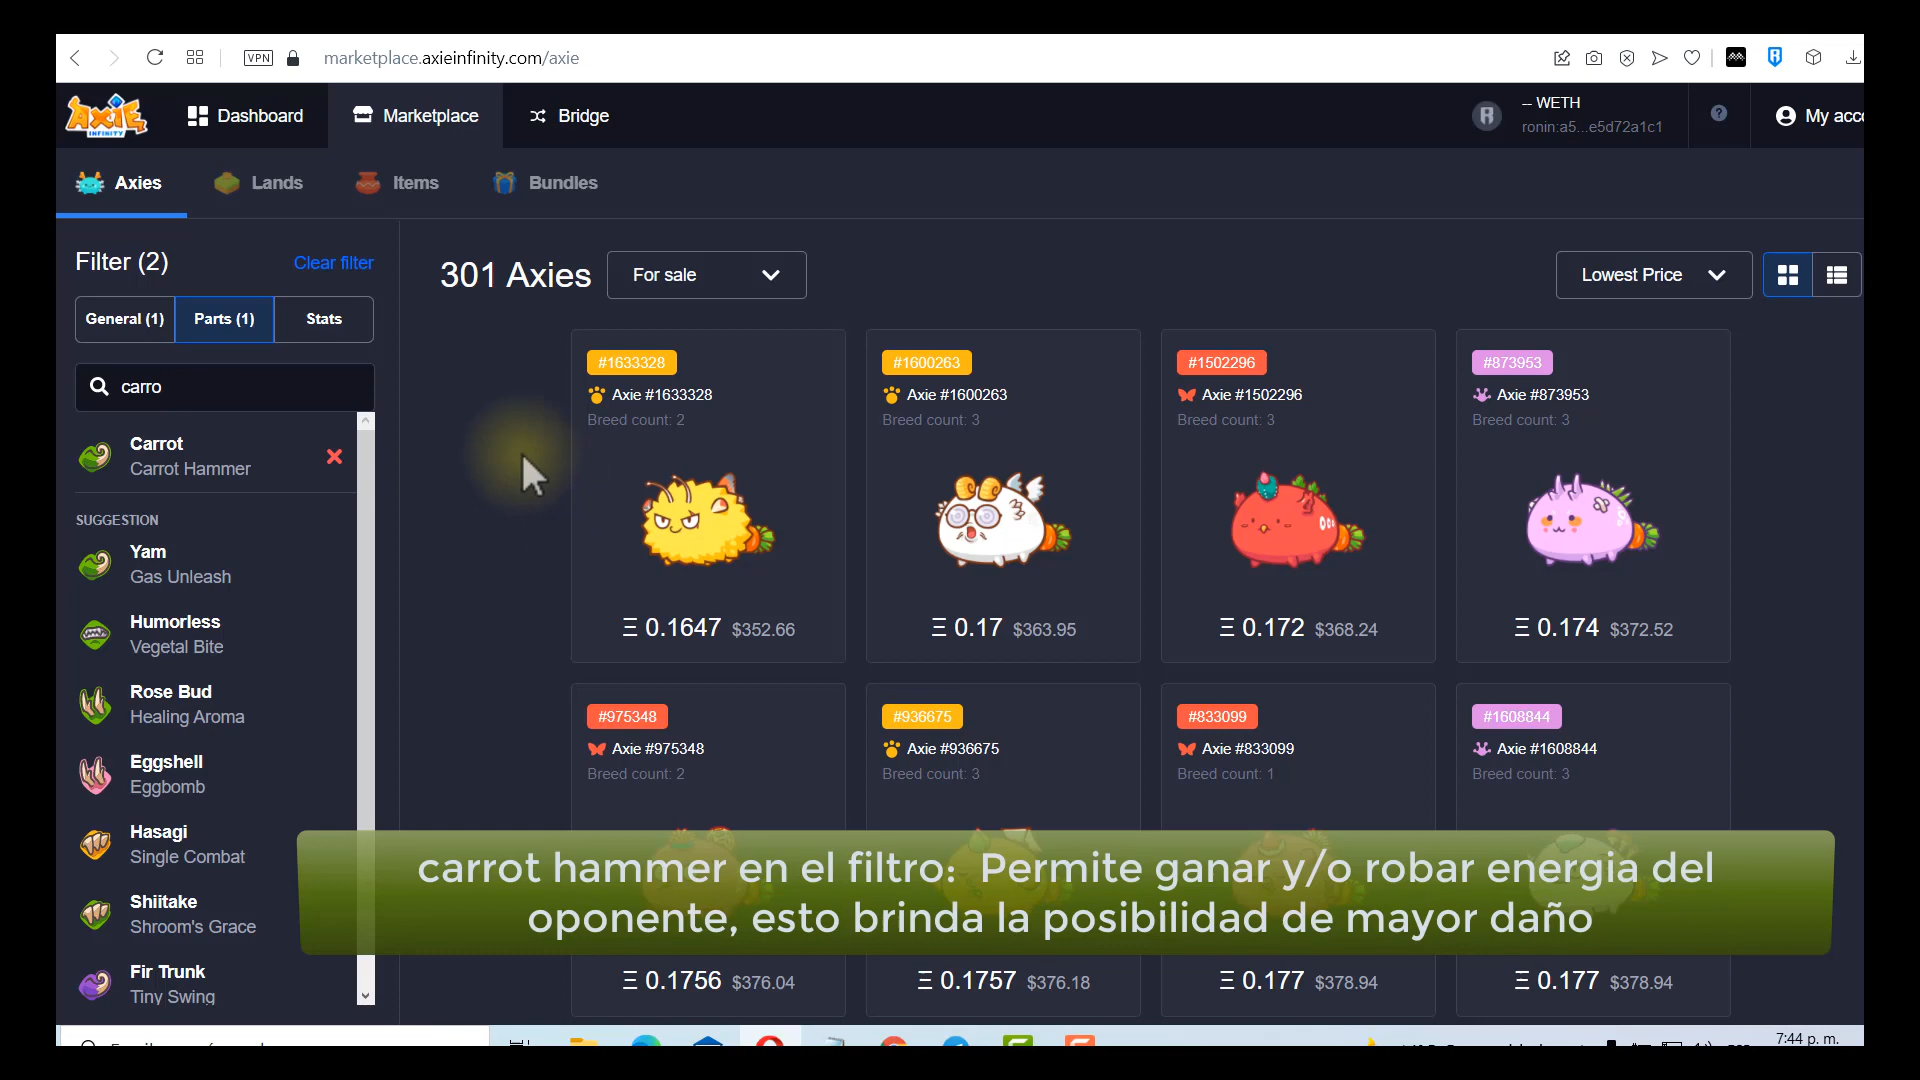 VPN
marketplace.axieinfinity.com/axie
AXIE
INFINITY
Dashboard
Marketplace
Bridge
-- WETH
ronin:a5...e5d72a1c1
My acco
Axies
Lands
Items
Bundles
Filter (2)
Clear filter
General (1)
Parts (1)
Stats
carro
Carrot
Carrot Hammer
SUGGESTION
Yam
Gas Unleash
Humorless
Vegetal Bite
Rose Bud
Healing Aroma
Eggshell
Eggbomb
Hasagi
Single Combat
Shiitake
Shroom's Grace
Fir Trunk
Tiny Swing
301 Axies
For sale
Lowest Price
#1633328
Axie #1633328
Breed count: 2
Ξ 0.1647 $352.66
#1600263
Axie #1600263
Breed count: 3
Ξ 0.17 $363.95
#1502296
Axie #1502296
Breed count: 3
Ξ 0.172 $368.24
#873953
Axie #873953
Breed count: 3
Ξ 0.174 $372.52
#975348
Axie #975348
Breed count: 2
Ξ 0.1756 $376.04
#936675
Axie #936675
Breed count: 3
Ξ 0.1757 $376.18
#833099
Axie #833099
Breed count: 1
Ξ 0.177 $378.94
#1608844
Axie #1608844
Breed count: 3
Ξ 0.177 $378.94
carrot hammer en el filtro: Permite ganar y/o robar energia del
oponente, esto brinda la posibilidad de mayor daño
7:44 p. m.